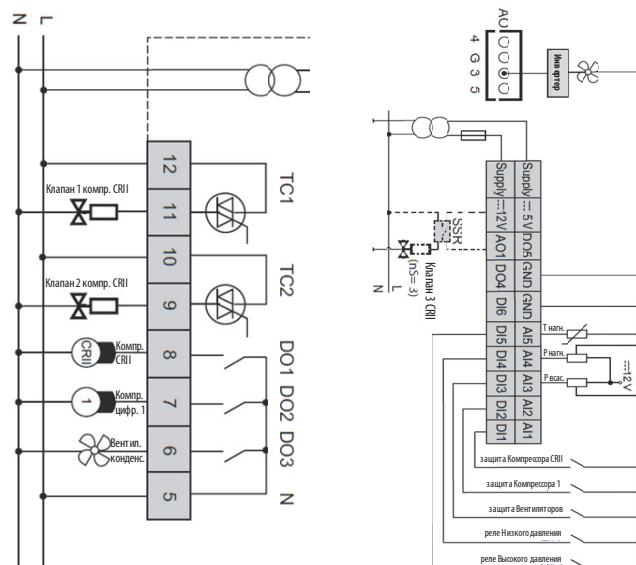 N L
12
11
10
9
8
7
6
5
TC1
TC2
DO1
DO2
DO3
N
Клапан 1 компр. CRII
Клапан 2 компр. CRII
CRII
Компр.
CRII
1
Компр.
цифр. 1
Вентил.
конденс.
AO
4 G 3 5
Инвертер
Supply
Supply
12V
5 V
AO1
DO5
DO4
GND
DI6
GND
DI5
AI5
DI4
AI4
DI3
AI3
DI2
AI2
DI1
AI1
SSR
Клапан 3 CRII
(nS= 3)
N L
Т нагн.
Р нагн.
Р всас.
12 V
защита Компрессора CRII
защита Компрессора 1
защита Вентиляторов
реле Низкого давления
реле Высокого давления